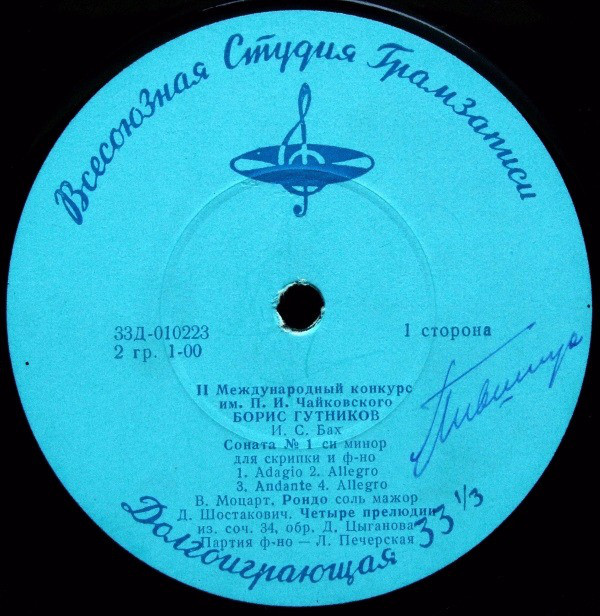 Всесоюзная Студия Грамзаписи
33Д-010223
2 гр. 1-00
I сторона
II Международный конкурс
им. П. И. Чайковского
БОРИС ГУТНИКОВ
И. С. Бах
Соната № 1 си минор
для скрипки и ф-но
1. Adagio 2. Allegro
3. Andante 4. Allegro
В. Моцарт. Рондо соль мажор
Д. Шостакович. Четыре прелюдии
из. соч. 34, обр. Д. Цыганова
Партия ф-но — Л. Печерская
Долгоиграющая 33 1/3